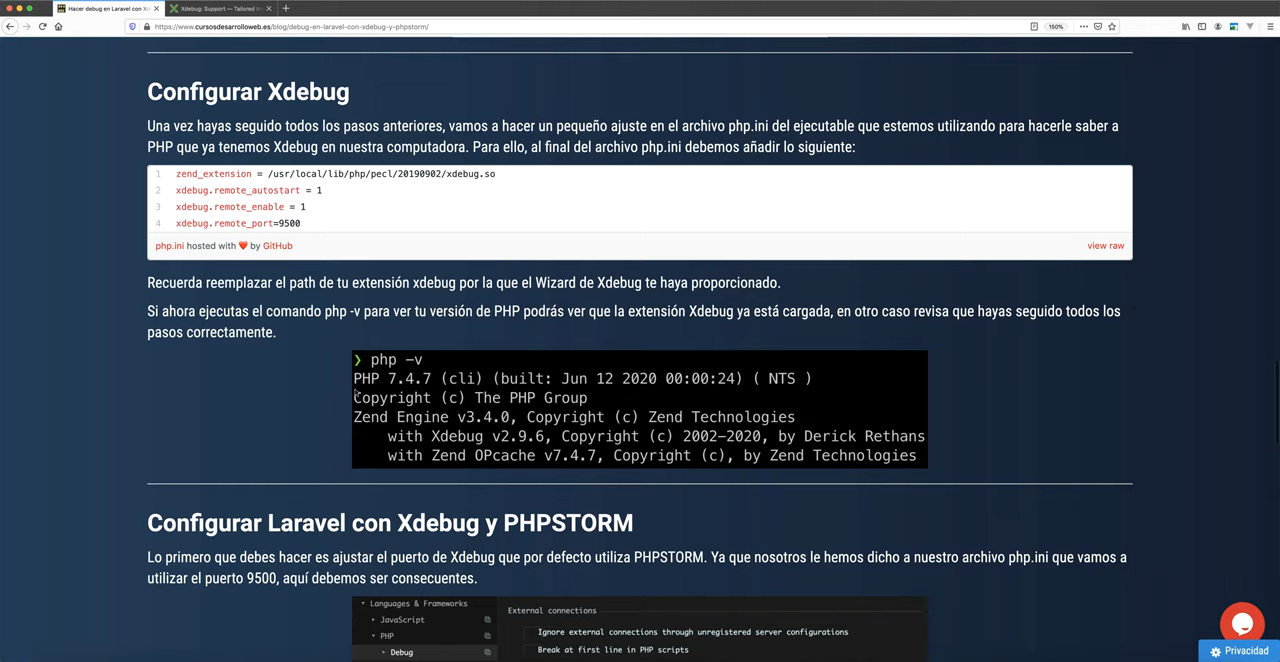 Hacer debug en Laravel con X
Xdebug: Support — Tailored
https://www.cursosdesarrolloweb.es/blog/debug-en-laravel-con-xdebug-y-phpstorm/
150%
Configurar Xdebug
Una vez hayas seguido todos los pasos anteriores, vamos a hacer un pequeño ajuste en el archivo php.ini del ejecutable que estemos utilizando para hacerle saber a
PHP que ya tenemos Xdebug en nuestra computadora. Para ello, al final del archivo php.ini debemos añadir lo siguiente:
1 zend_extension = /usr/local/lib/php/pecl/20190902/xdebug.so
2 xdebug.remote_autostart = 1
3 xdebug.remote_enable = 1
4 xdebug.remote_port=9500
php.ini hosted with ❤ by GitHub
view raw
Recuerda reemplazar el path de tu extensión xdebug por la que el Wizard de Xdebug te haya proporcionado.
Si ahora ejecutas el comando php -v para ver tu versión de PHP podrás ver que la extensión Xdebug ya está cargada, en otro caso revisa que hayas seguido todos los
pasos correctamente.
❯ php -v
PHP 7.4.7 (cli) (built: Jun 12 2020 00:00:24) ( NTS )
Copyright (c) The PHP Group
Zend Engine v3.4.0, Copyright (c) Zend Technologies
with Xdebug v2.9.6, Copyright (c) 2002-2020, by Derick Rethans
with Zend OPcache v7.4.7, Copyright (c), by Zend Technologies
Configurar Laravel con Xdebug y PHPSTORM
Lo primero que debes hacer es ajustar el puerto de Xdebug que por defecto utiliza PHPSTORM. Ya que nosotros le hemos dicho a nuestro archivo php.ini que vamos a
utilizar el puerto 9500, aquí debemos ser consecuentes.
Languages & Frameworks
JavaScript
PHP
Debug
External connections
Ignore external connections through unregistered server configurations
Break at first line in PHP scripts
Privacidad